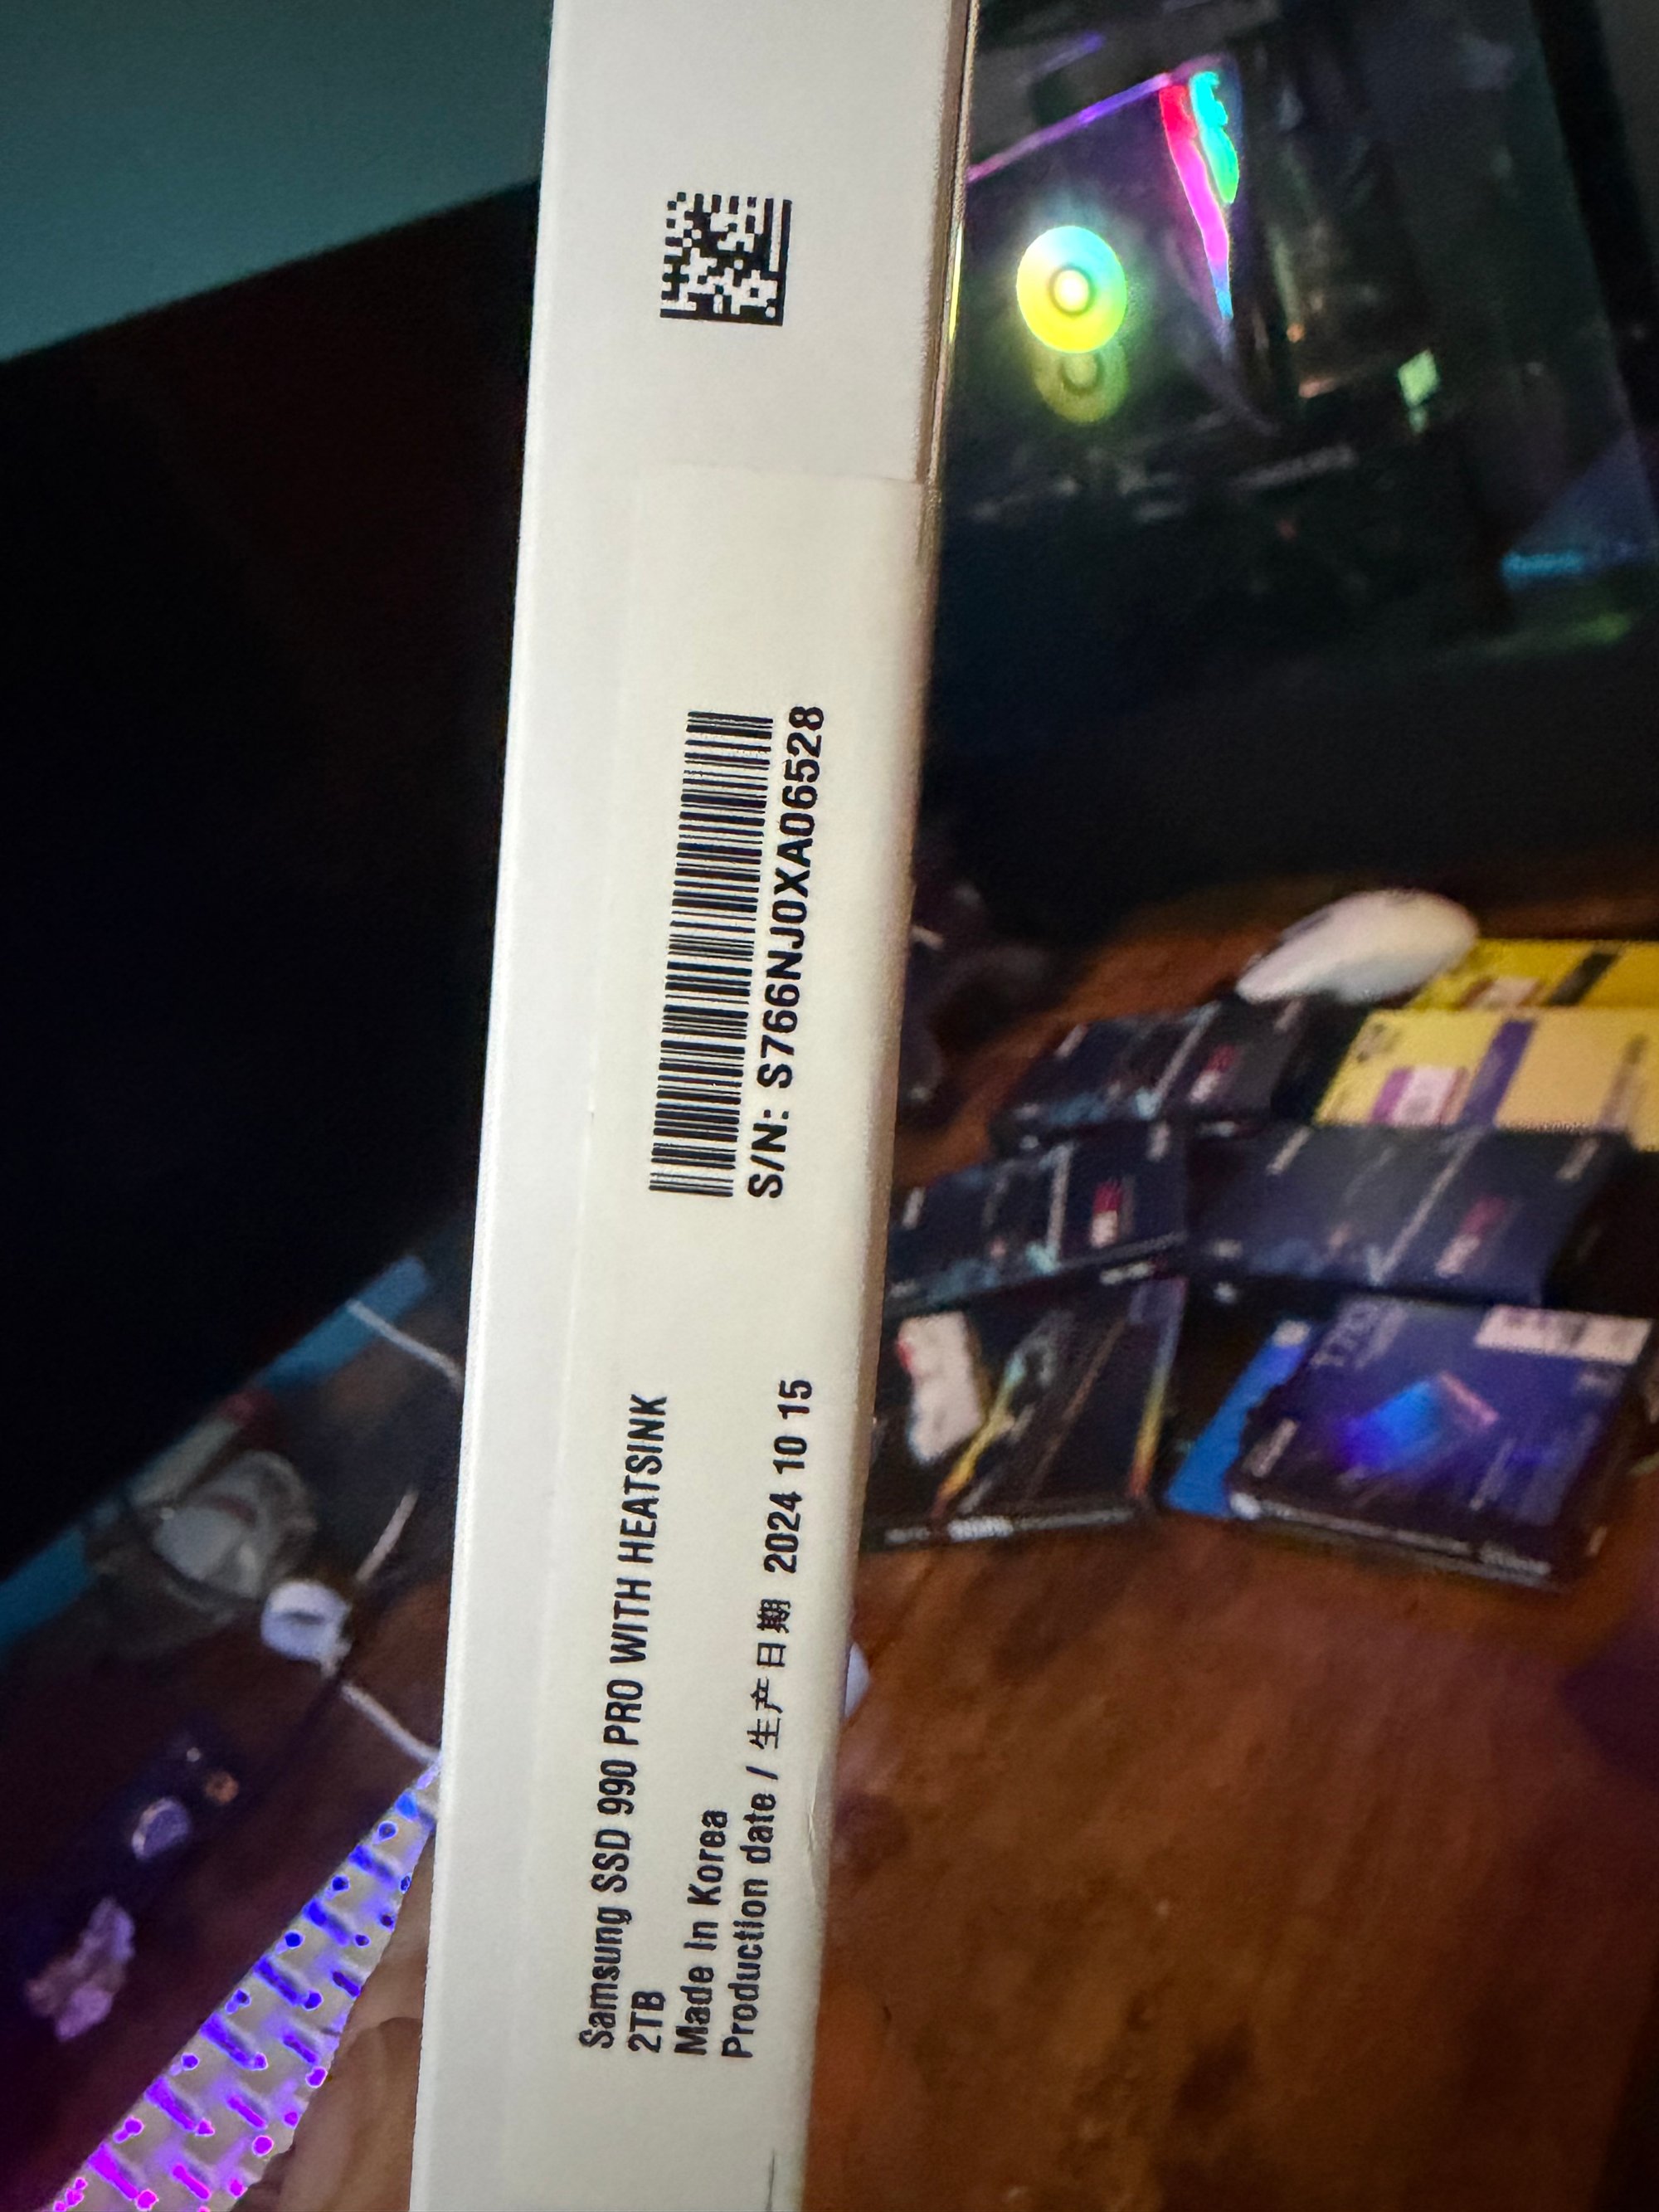 Samsung SSD 990 PRO WITH HEATSINK
2TB
Made in Korea
Production date / 生产日期 2024 10 15
S/N: S766NJ0XA06528